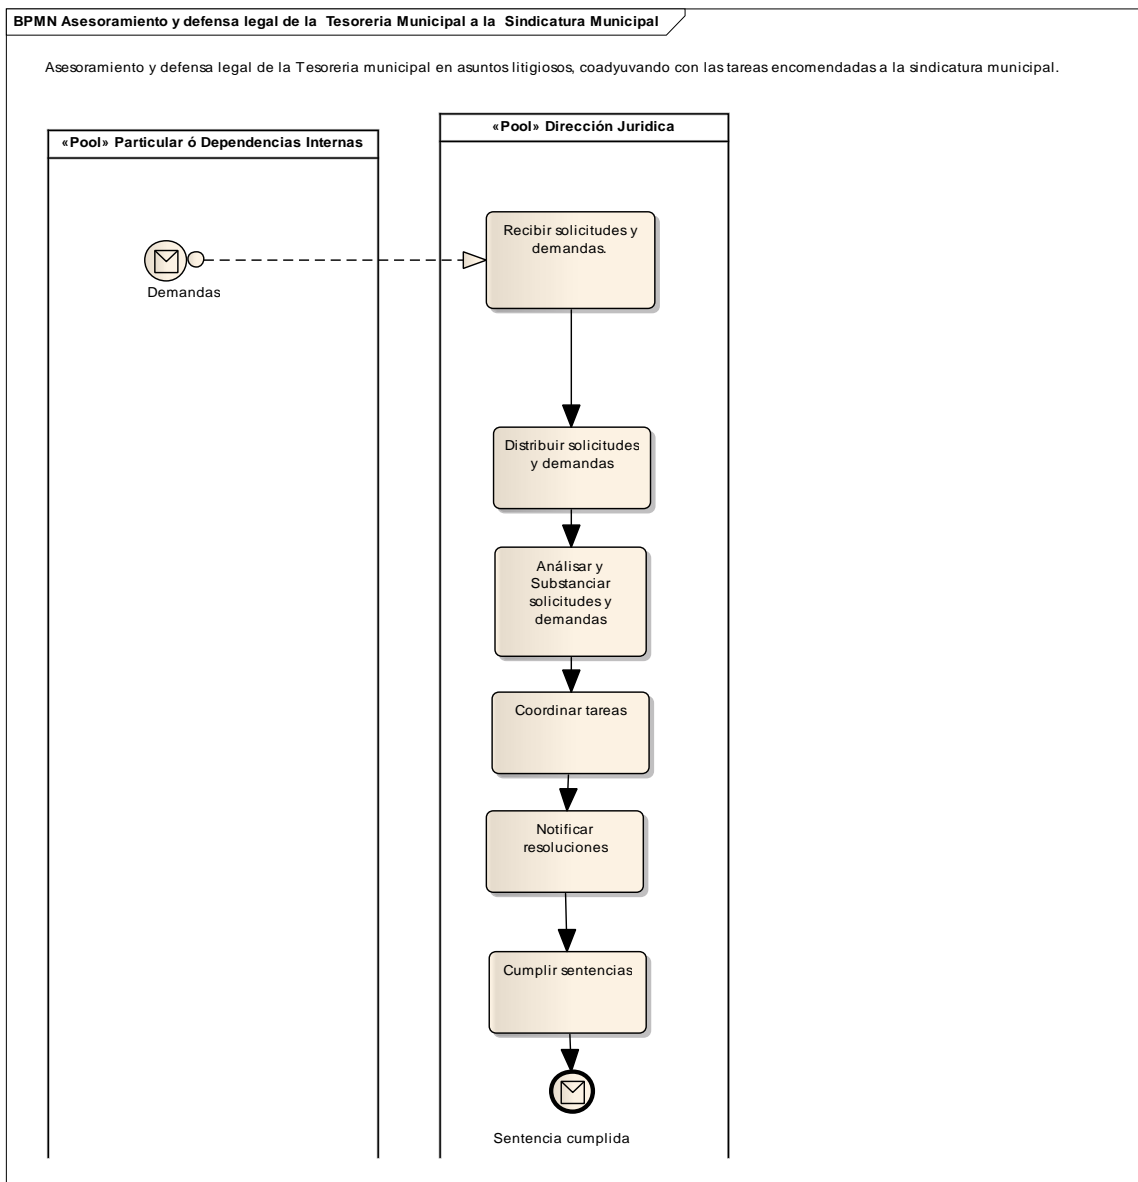 BPMN Asesoramiento y defensa legal de la Tesoreria Municipal a la Sindicatura Municipal
Asesoramiento y defensa legal de la Tesoreria municipal en asuntos litigiosos, coadyuvando con las tareas encomendadas a la sindicatura municipal.
«Pool» Particular ó Dependencias Internas
«Pool» Dirección Juridica
Demandas
Recibir solicitudes y
demandas.
Distribuir solicitudes
y demandas
Análisar y
Substanciar
solicitudes y
demandas
Coordinar tareas
Notificar
resoluciones
Cumplir sentencias
Sentencia cumplida